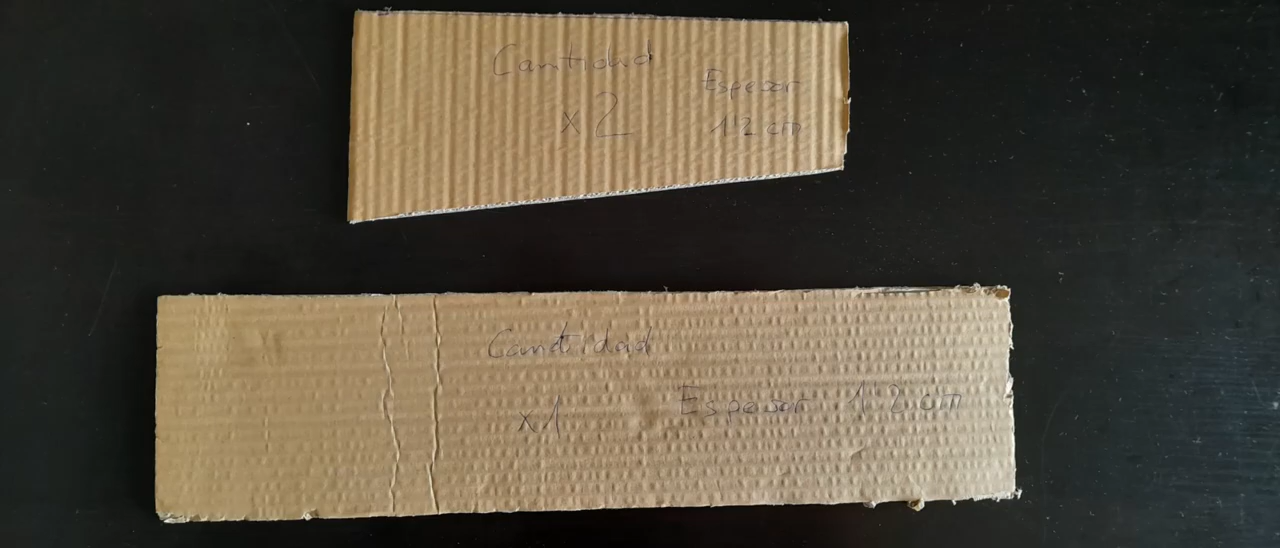 Cantidad
x2
Espesor
1'2 cm
Cantidad
x1
Espesor 1'2 cm